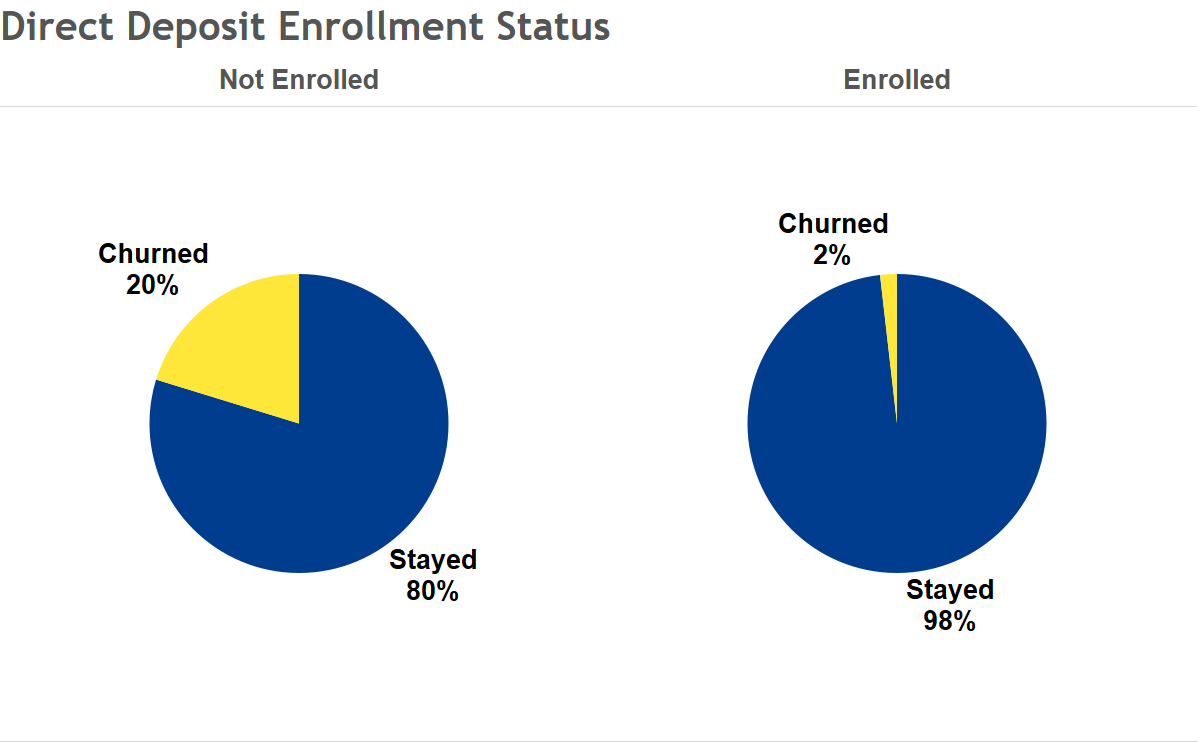 Direct Deposit Enrollment Status
Not Enrolled
Enrolled
Churned
20%
Stayed
80%
Churned
2%
Stayed
98%